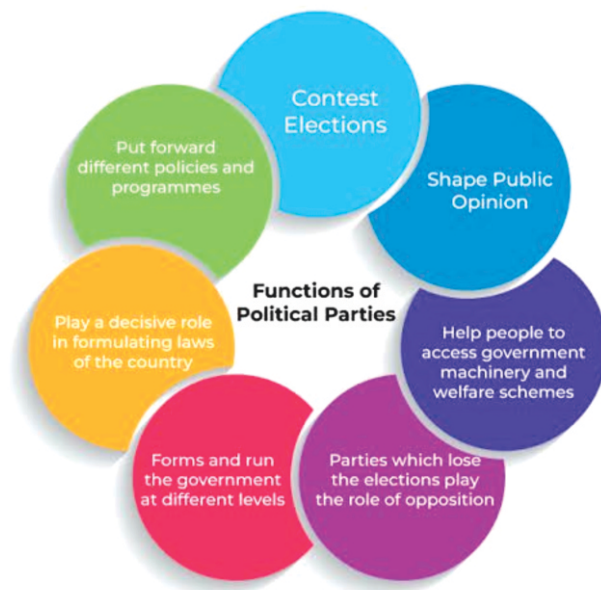 Contest
Elections
Shape Public
Opinion
Help people to
access government
machinery and
welfare schemes
Parties which lose
the elections play
the role of opposition
Forms and run
the government
at different levels
Play a decisive role
in formulating laws
of the country
Put forward
different policies and
programmes
Functions of
Political Parties